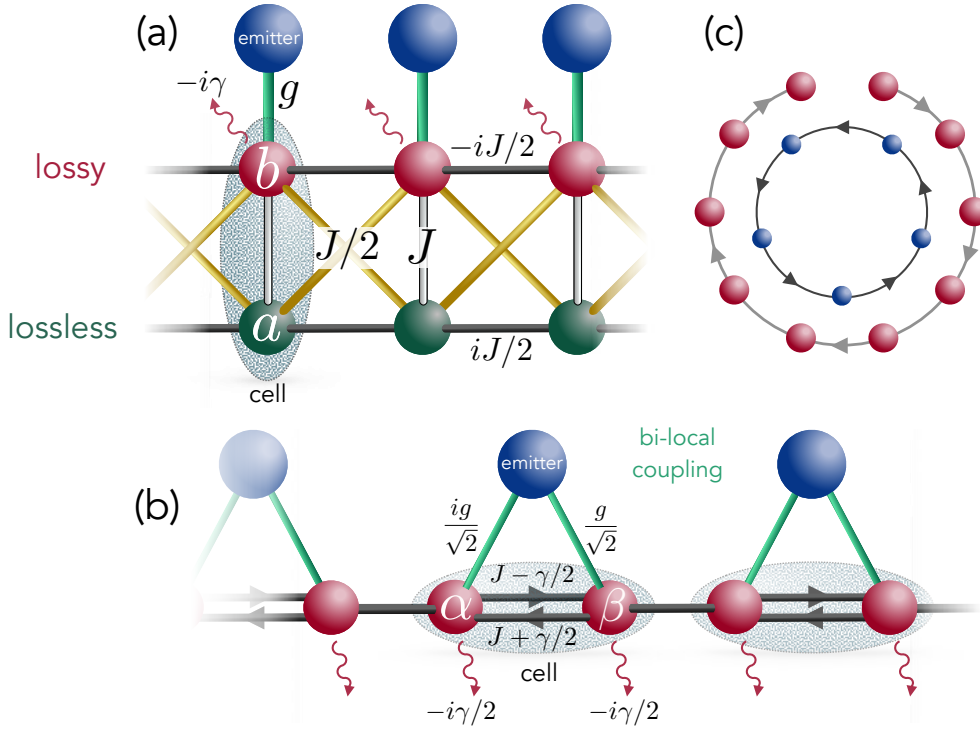 (a)
emitter
(c)
−iγ
g
lossy
b
−iJ/2
J/2
J
lossless
a
iJ/2
cell
bi-local
coupling
(b)
emitter
ig/√2
g/√2
J − γ/2
α
β
J + γ/2
cell
−iγ/2
−iγ/2